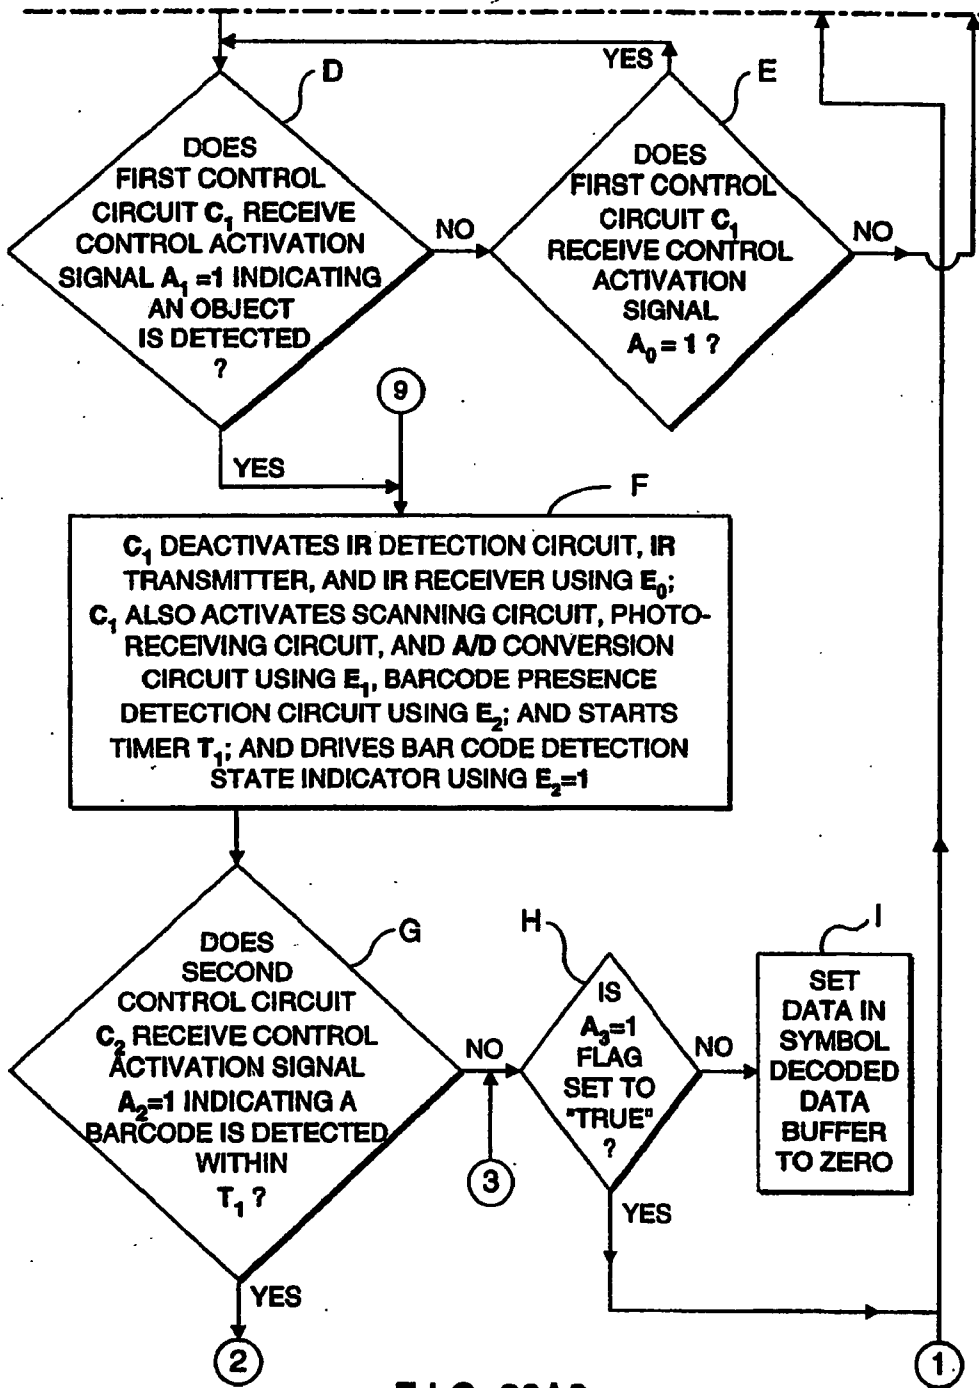 YES
D
E
DOES
FIRST CONTROL
CIRCUIT C₁ RECEIVE
CONTROL ACTIVATION
SIGNAL A₁ =1 INDICATING
AN OBJECT
IS DETECTED
?
NO
DOES
FIRST CONTROL
CIRCUIT C₁
RECEIVE CONTROL
ACTIVATION
SIGNAL
A₀ = 1 ?
NO
9
YES
F
C₁ DEACTIVATES IR DETECTION CIRCUIT, IR
TRANSMITTER, AND IR RECEIVER USING E₀;
C₁ ALSO ACTIVATES SCANNING CIRCUIT, PHOTO-
RECEIVING CIRCUIT, AND A/D CONVERSION
CIRCUIT USING E₁, BARCODE PRESENCE
DETECTION CIRCUIT USING E₂; AND STARTS
TIMER T₁; AND DRIVES BAR CODE DETECTION
STATE INDICATOR USING E₂=1
G
DOES
SECOND
CONTROL CIRCUIT
C₂ RECEIVE CONTROL
ACTIVATION SIGNAL
A₂=1 INDICATING A
BARCODE IS DETECTED
WITHIN
T₁ ?
NO
3
H
IS
A₃=1
FLAG
SET TO
"TRUE"
?
NO
I
SET
DATA IN
SYMBOL
DECODED
DATA
BUFFER
TO ZERO
YES
YES
2
1